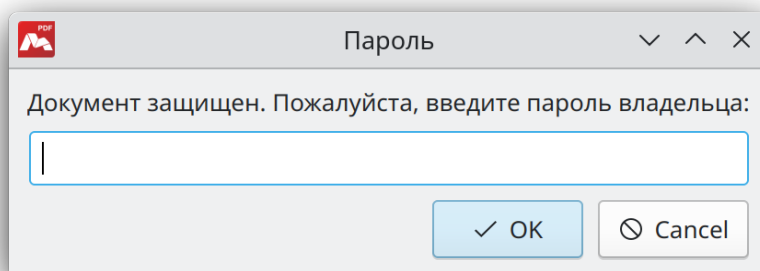 PDF
Пароль
Документ защищен. Пожалуйста, введите пароль владельца:
OK
Cancel